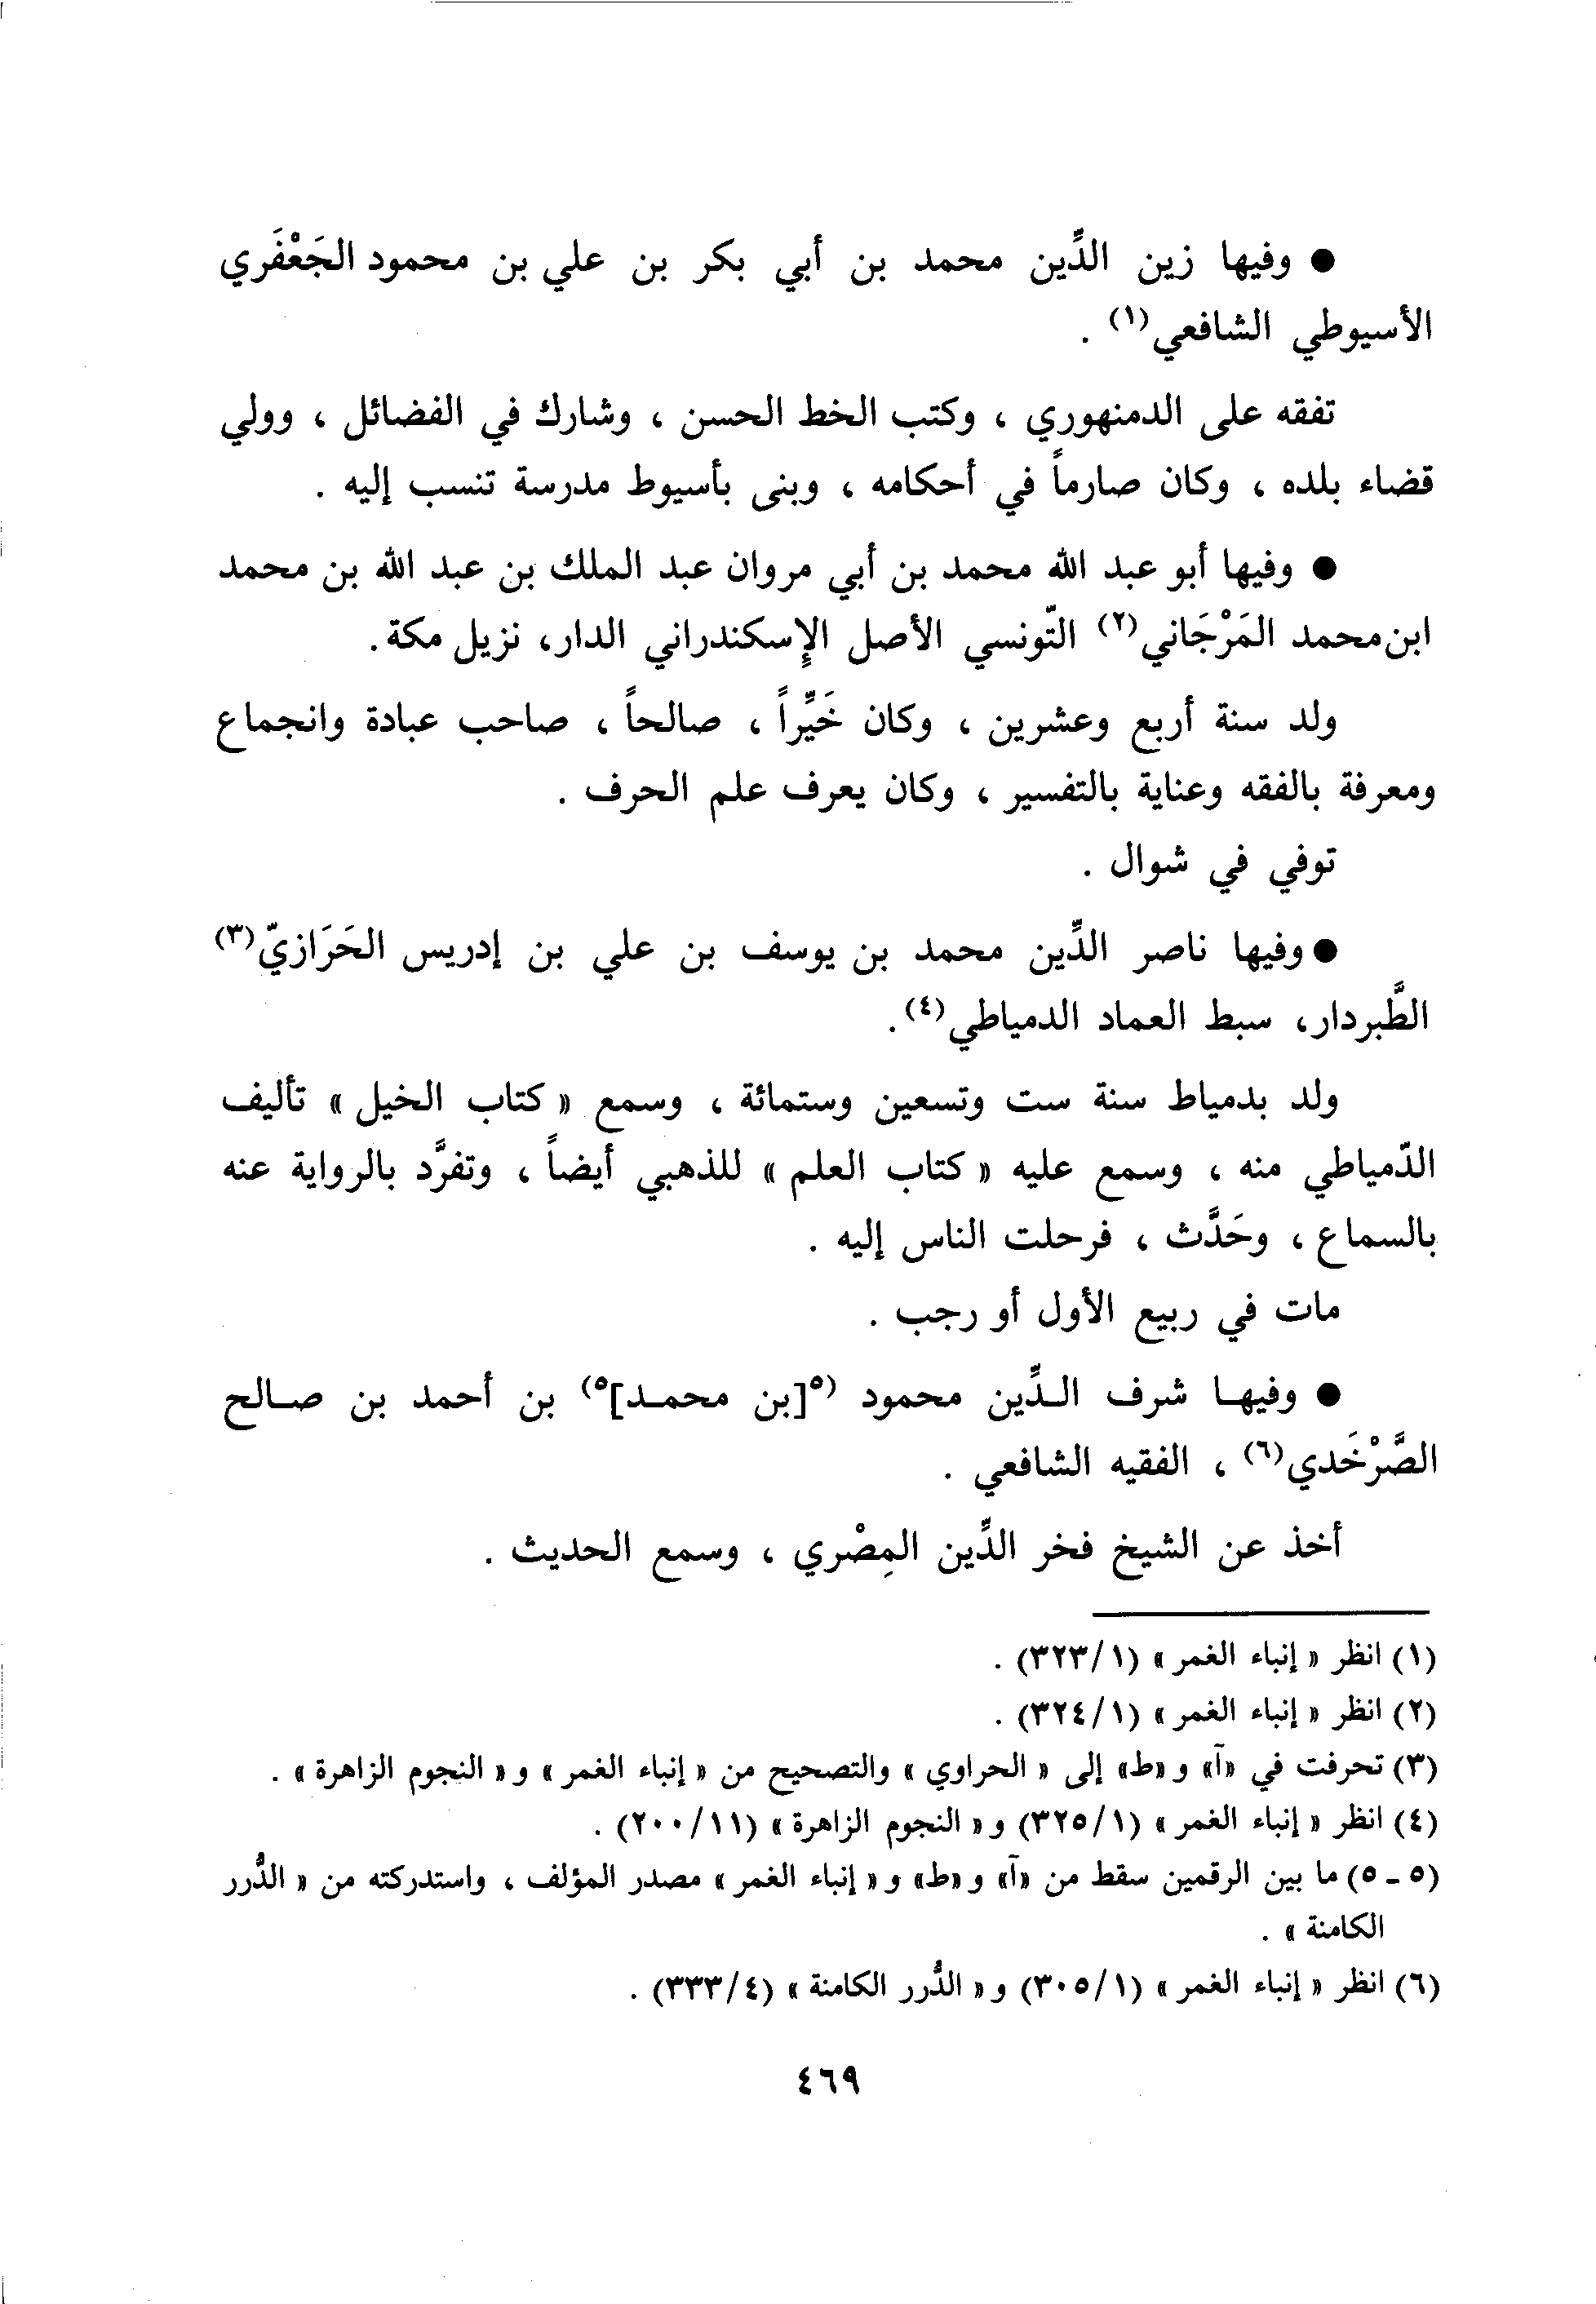 ● وفيها زين الدِّين محمد بن أبي بكر بن علي بن محمود الجَعْفَري
الأسيوطي الشافعي(١) .
تفقه على الدمنهوري ، وكتب الخط الحسن ، وشارك في الفضائل ، وولي
قضاء بلده ، وكان صارماً في أحكامه ، وبنى بأسيوط مدرسة تنسب إليه .
● وفيها أبو عبد الله محمد بن أبي مروان عبد الملك بن عبد الله بن محمد
ابن محمد المَرْجَاني(٢) التّونسي الأصل الإِسكندراني الدار، نزيل مكة.
ولد سنة أربع وعشرين ، وكان خَيِّراً ، صالحاً ، صاحب عبادة وانجماع
ومعرفة بالفقه وعناية بالتفسير ، وكان يعرف علم الحرف .
توفي في شوال .
● وفيها ناصر الدِّين محمد بن يوسف بن علي بن إدريس الحَرَازيّ(٣)
الطَّبردار، سبط العماد الدمياطي(٤).
ولد بدمياط سنة ست وتسعين وستمائة ، وسمع « كتاب الخيل » تأليف
الدّمياطي منه ، وسمع عليه « كتاب العلم » للذهبي أيضاً ، وتفرَّد بالرواية عنه
بالسماع ، وحَدَّث ، فرحلت الناس إليه .
مات في ربيع الأول أو رجب .
● وفيها شرف الدِّين محمود (٥[بن محمد]٥) بن أحمد بن صالح
الصَّرْخَدي(٦) ، الفقيه الشافعي .
أخذ عن الشيخ فخر الدِّين المِصْري ، وسمع الحديث .
(١) انظر « إنباء الغمر » (٣٢٣/١) .
(٢) انظر « إنباء الغمر » (٣٢٤/١) .
(٣) تحرفت في «آ» و «ط» إلى « الحراوي » والتصحيح من « إنباء الغمر » و « النجوم الزاهرة » .
(٤) انظر « إنباء الغمر » (٣٢٥/١) و « النجوم الزاهرة » (٢٠٠/١١) .
(٥ - ٥) ما بين الرقمين سقط من «آ» و «ط» و « إنباء الغمر » مصدر المؤلف ، واستدركته من « الدُّرر
الكامنة » .
(٦) انظر « إنباء الغمر » (٣٠٥/١) و « الدُّرر الكامنة » (٣٣٣/٤) .
٤٦٩